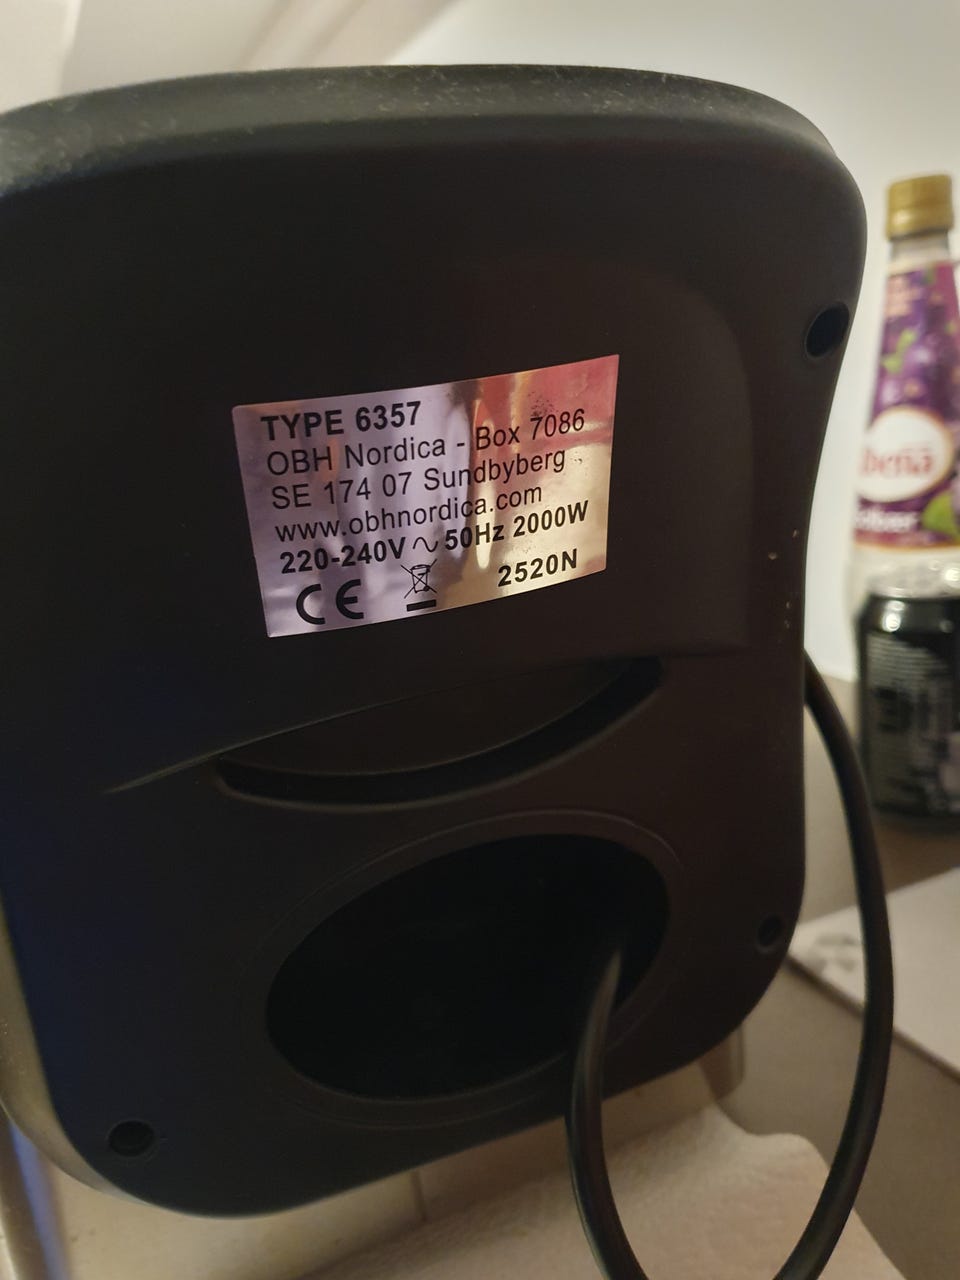 TYPE 6357
OBH Nordica - Box 7086
SE 174 07 Sundbyberg
www.obhnordica.com
220-240V ~ 50Hz 2000W
CE
2520N